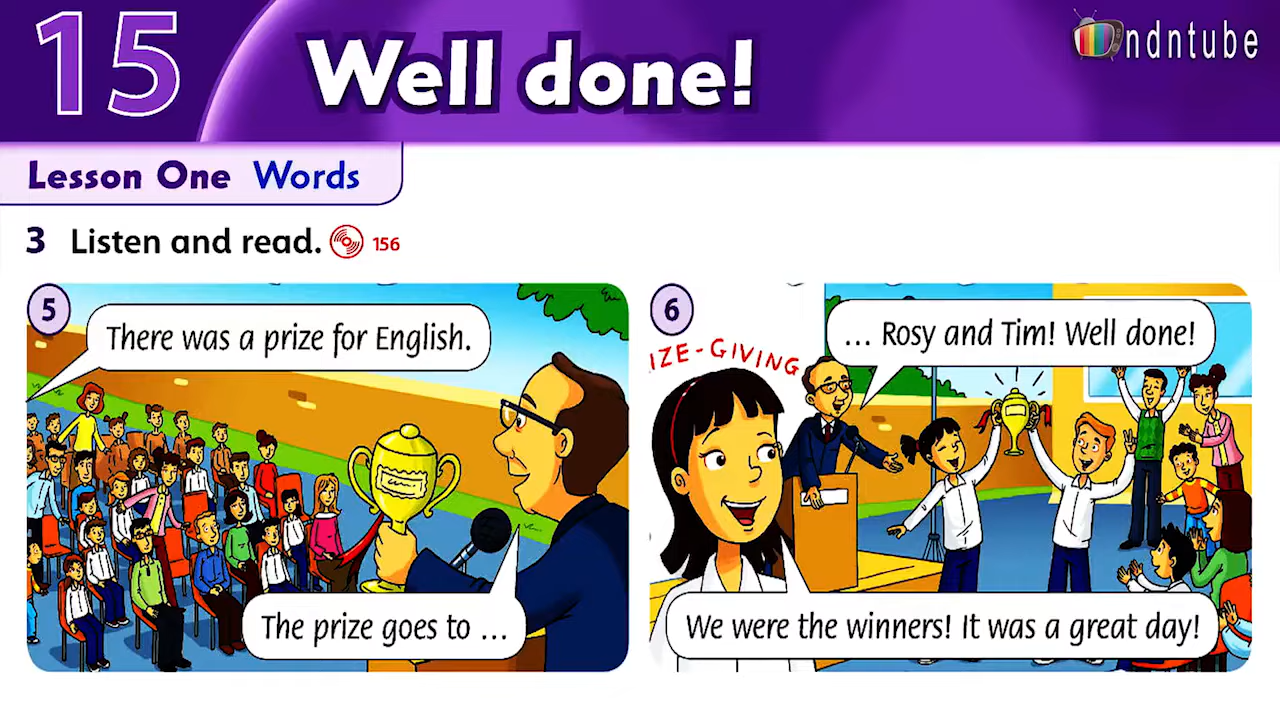 15 Well done!
ndntube
Lesson One Words
3 Listen and read. 156
5
There was a prize for English.
The prize goes to ...
6
... Rosy and Tim! Well done!
IZE-GIVING
We were the winners! It was a great day!